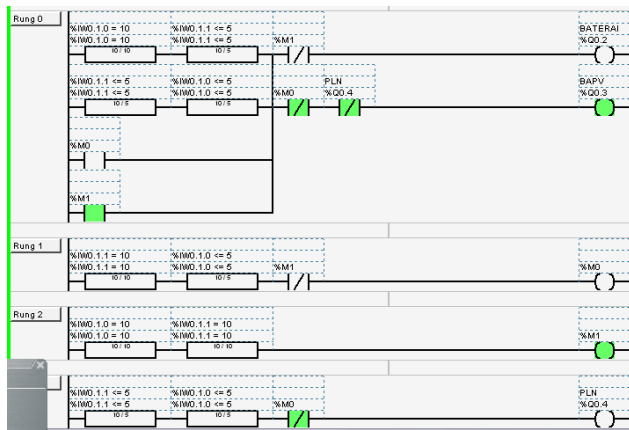 Rung 0
%IW0.1.0 = 10 %IW0.1.1 <= 5 BATERAI
%IW0.1.0 = 10 %IW0.1.1 <= 5 %M1 %Q0.2
10 / 10 10 / 5
%IW0.1.1 <= 5 %IW0.1.0 <= 5 PLN BAPV
%IW0.1.1 <= 5 %IW0.1.0 <= 5 %M0 %Q0.4 %Q0.3
10 / 5 10 / 5
%M0
%M1
Rung 1
%IW0.1.1 = 10 %IW0.1.0 <= 5
%IW0.1.1 = 10 %IW0.1.0 <= 5 %M1 %M0
10 / 10 10 / 5
Rung 2
%IW0.1.0 = 10 %IW0.1.1 = 10
%IW0.1.0 = 10 %IW0.1.1 = 10 %M1
10 / 10 10 / 10
%IW0.1.1 <= 5 %IW0.1.0 <= 5 PLN
%IW0.1.1 <= 5 %IW0.1.0 <= 5 %M0 %Q0.4
10 / 5 10 / 5